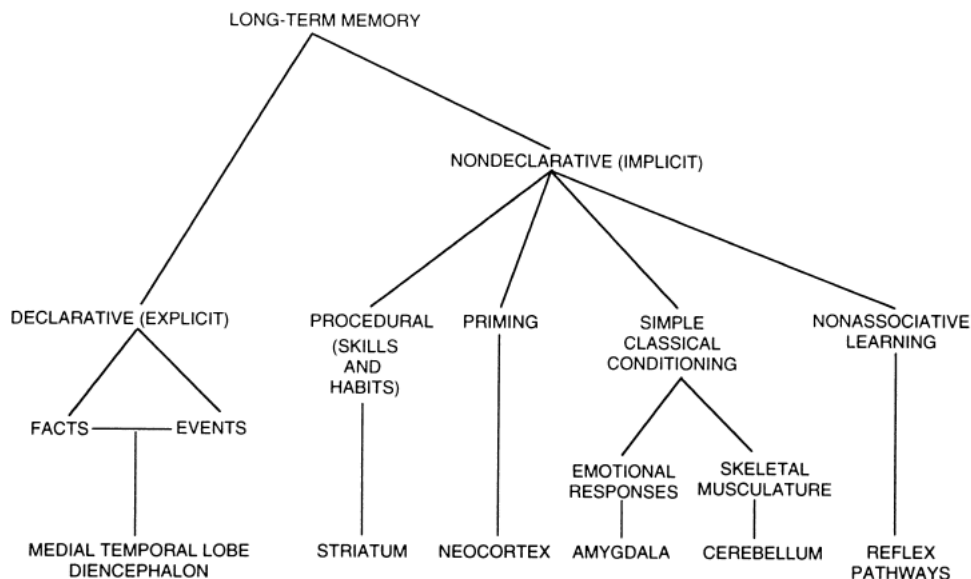 LONG-TERM MEMORY
NONDECLARATIVE (IMPLICIT)
DECLARATIVE (EXPLICIT)
PROCEDURAL
(SKILLS
AND
HABITS)
PRIMING
SIMPLE
CLASSICAL
CONDITIONING
NONASSOCIATIVE
LEARNING
FACTS
EVENTS
EMOTIONAL
RESPONSES
SKELETAL
MUSCULATURE
MEDIAL TEMPORAL LOBE
DIENCEPHALON
STRIATUM
NEOCORTEX
AMYGDALA
CEREBELLUM
REFLEX
PATHWAYS